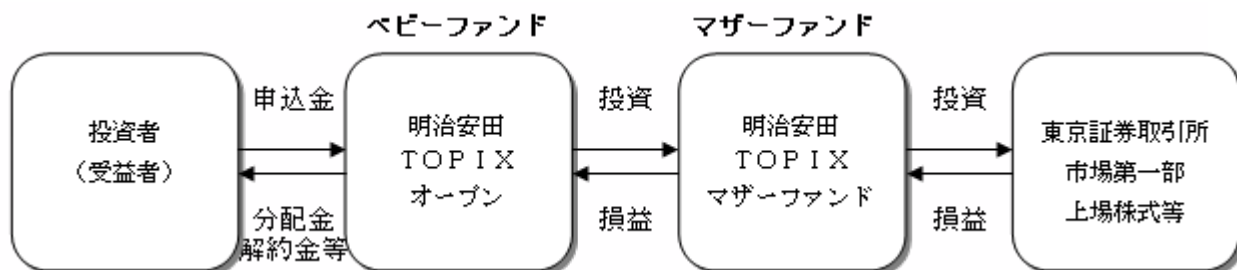 ベビーファンド
マザーファンド
投資者
（受益者）
申込金
分配金
解約金等
明治安田
ＴＯＰＩＸ
オープン
投資
損益
明治安田
ＴＯＰＩＸ
マザーファンド
投資
損益
東京証券取引所
市場第一部
上場株式等